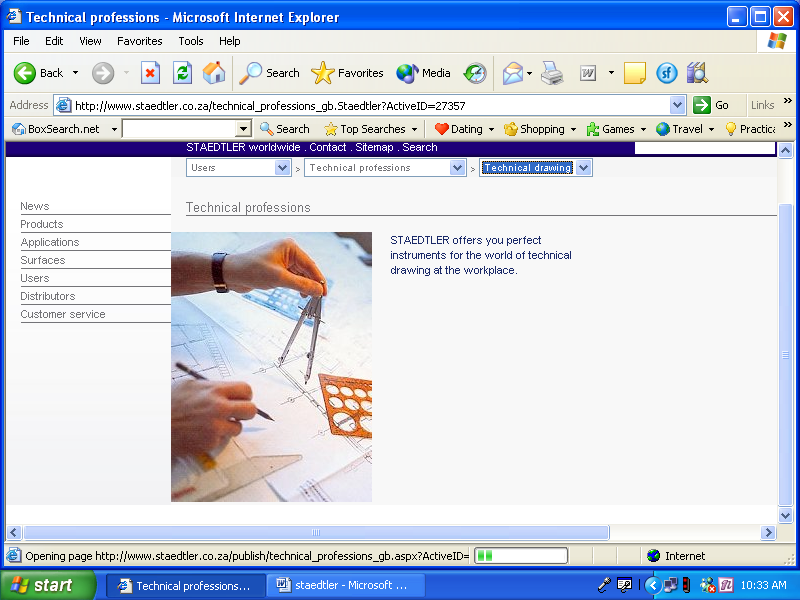 Technical professions - Microsoft Internet Explorer
File Edit View Favorites Tools Help
Back Search Favorites Media
Address http://www.staedtler.co.za/technical_professions_gb.Staedtler?ActiveID=27357 Go Links »
BoxSearch.net Search Top Searches Dating Shopping Games Travel Practica »
STAEDTLER worldwide . Contact . Sitemap . Search
Users > Technical professions > Technical drawing
Technical professions
News
Products
Applications
Surfaces
Users
Distributors
Customer service
STAEDTLER offers you perfect
instruments for the world of technical
drawing at the workplace.
Opening page http://www.staedtler.co.za/publish/technical_professions_gb.aspx?ActiveID= Internet
start Technical professions... staedtler - Microsoft ... 10:33 AM